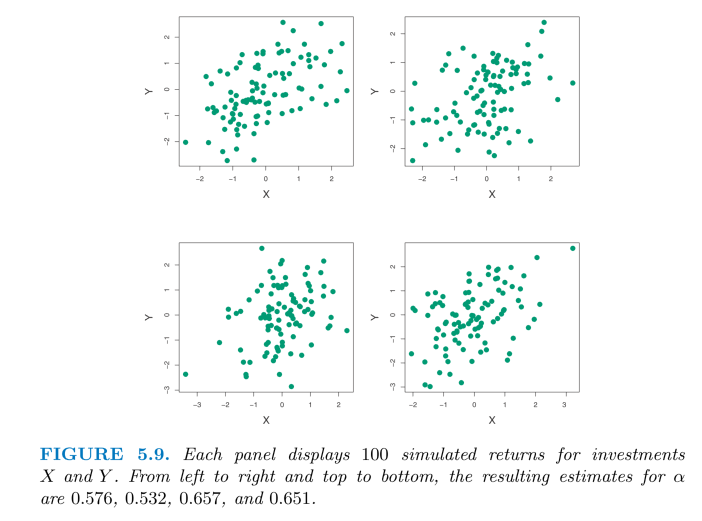 2
1
0
−1
−2
Y
−2 −1 0 1 2
X
2
1
0
−1
−2
Y
−2 −1 0 1 2
X
2
1
0
−1
−2
−3
Y
−3 −2 −1 0 1 2
X
2
1
0
−1
−2
−3
Y
−2 −1 0 1 2 3
X
FIGURE 5.9. Each panel displays 100 simulated returns for investments
X and Y. From left to right and top to bottom, the resulting estimates for α
are 0.576, 0.532, 0.657, and 0.651.